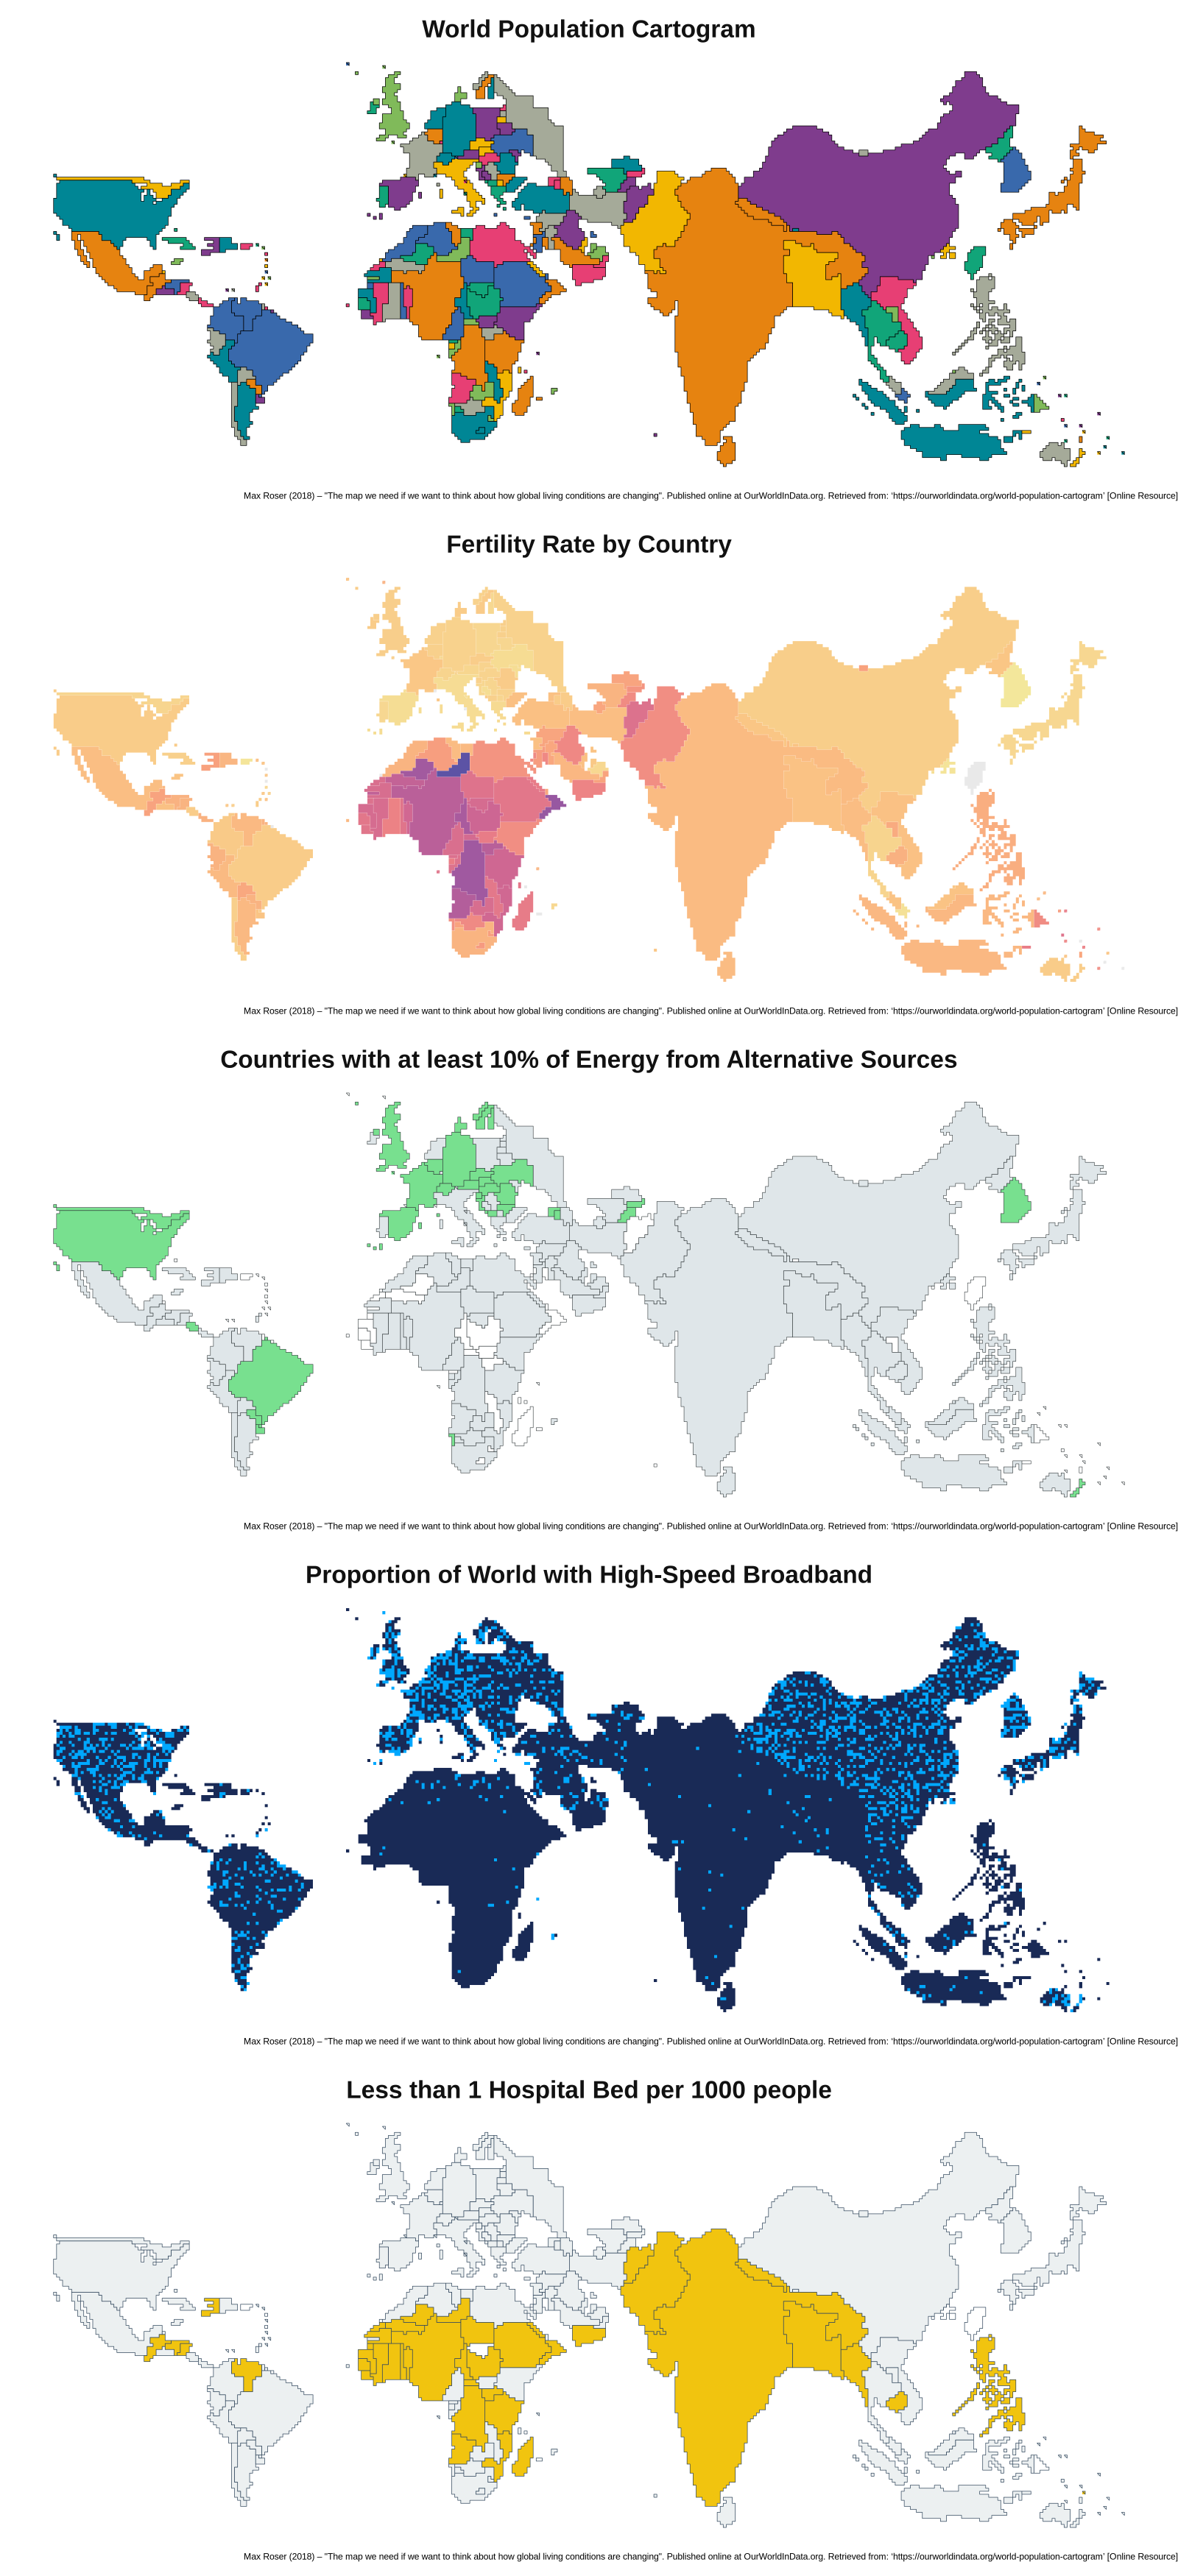 World Population Cartogram
Max Roser (2018) – "The map we need if we want to think about how global living conditions are changing". Published online at OurWorldInData.org. Retrieved from: ‘https://ourworldindata.org/world-population-cartogram’ [Online Resource]
Fertility Rate by Country
Max Roser (2018) – "The map we need if we want to think about how global living conditions are changing". Published online at OurWorldInData.org. Retrieved from: ‘https://ourworldindata.org/world-population-cartogram’ [Online Resource]
Countries with at least 10% of Energy from Alternative Sources
Max Roser (2018) – "The map we need if we want to think about how global living conditions are changing". Published online at OurWorldInData.org. Retrieved from: ‘https://ourworldindata.org/world-population-cartogram’ [Online Resource]
Proportion of World with High-Speed Broadband
Max Roser (2018) – "The map we need if we want to think about how global living conditions are changing". Published online at OurWorldInData.org. Retrieved from: ‘https://ourworldindata.org/world-population-cartogram’ [Online Resource]
Less than 1 Hospital Bed per 1000 people
Max Roser (2018) – "The map we need if we want to think about how global living conditions are changing". Published online at OurWorldInData.org. Retrieved from: ‘https://ourworldindata.org/world-population-cartogram’ [Online Resource]